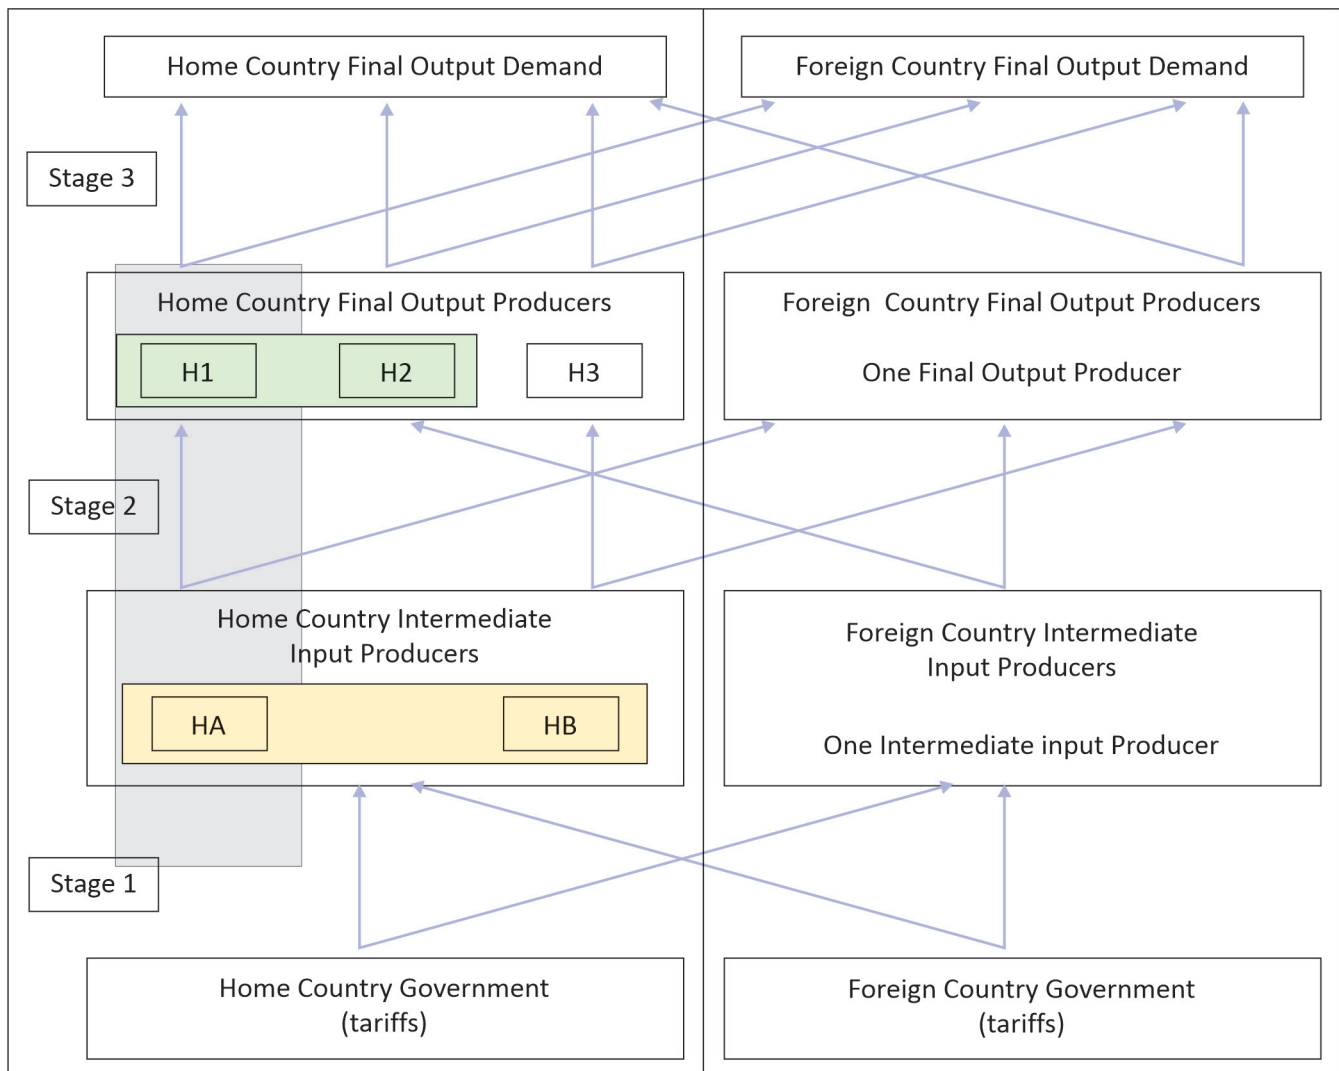 Home Country Final Output Demand
Foreign Country Final Output Demand
Stage 3
Home Country Final Output Producers
H1
H2
H3
Foreign Country Final Output Producers
One Final Output Producer
Stage 2
Home Country Intermediate
Input Producers
HA
HB
Foreign Country Intermediate
Input Producers
One Intermediate input Producer
Stage 1
Home Country Government
(tariffs)
Foreign Country Government
(tariffs)